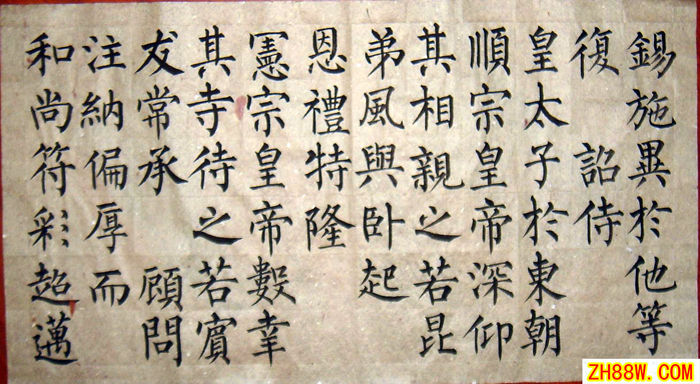 錫施異於他等
復 詔侍
皇太子於東朝
順宗皇帝深仰
其相親之若昆
弟風與卧起
恩禮特隆
憲宗皇帝數幸
其寺待之若賓
友常承 顧問
注納偏厚而
和尚符彩超邁
ZH88W.COM